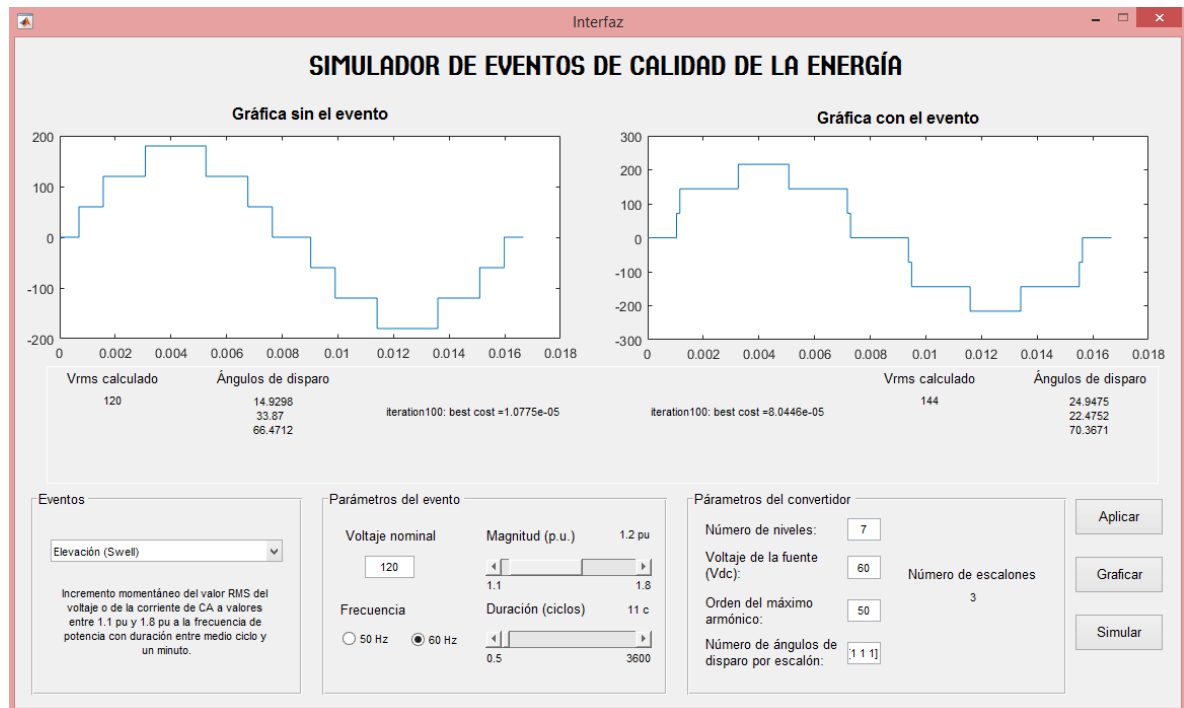 Interfaz
SIMULADOR DE EVENTOS DE CALIDAD DE LA ENERGÍA
Gráfica sin el evento
200
100
0
-100
-200
0 0.002 0.004 0.006 0.008 0.01 0.012 0.014 0.016 0.018
Gráfica con el evento
300
200
100
0
-100
-200
-300
0 0.002 0.004 0.006 0.008 0.01 0.012 0.014 0.016 0.018
Vrms calculado
120
Ángulos de disparo
14.9298
33.87
66.4712
iteration100: best cost =1.0775e-05
iteration100: best cost =8.0446e-05
Vrms calculado
144
Ángulos de disparo
24.9475
22.4752
70.3671
Eventos
Elevación (Swell)
Incremento momentáneo del valor RMS del
voltaje o de la corriente de CA a valores
entre 1.1 pu y 1.8 pu a la frecuencia de
potencia con duración entre medio ciclo y
un minuto.
Parámetros del evento
Voltaje nominal
120
Frecuencia
50 Hz 60 Hz
Magnitud (p.u.) 1.2 pu
1.1 1.8
Duración (ciclos) 11 c
0.5 3600
Párametros del convertidor
Número de niveles: 7
Voltaje de la fuente
(Vdc): 60
Orden del máximo
armónico: 50
Número de ángulos de
disparo por escalón: [1 1 1]
Número de escalones
3
Aplicar
Graficar
Simular